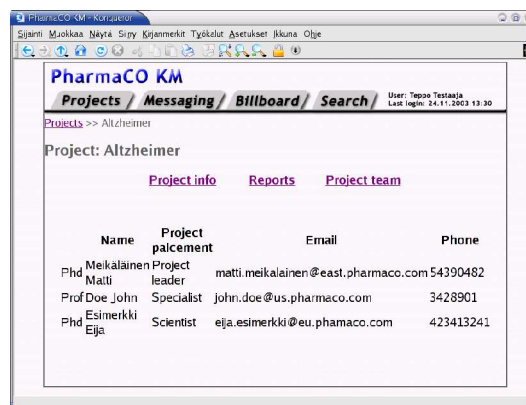 PharmaCO KM - Konqueror
Sijainti Muokkaa Näytä Siirry Kirjanmerkit Työkalut Asetukset Ikkuna Ohje
PharmaCO KM
Projects / Messaging / Billboard / Search /
User: Teppo Testaaja
Last login: 24.11.2003 13:30
Projects >> Altzheimer
Project: Altzheimer
Project info Reports Project team
Name Project palcement Email Phone
Phd Meikäläinen Matti Project leader matti.meikalainen@east.pharmaco.com 54390482
Prof Doe John Specialist john.doe@us.pharmaco.com 3428901
Phd Esimerkki Eija Scientist eija.esimerkki@eu.phamaco.com 423413241